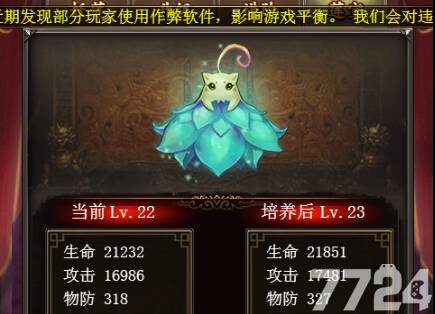 近期发现部分玩家使用作弊软件，影响游戏平衡。 我们会对违
当前 Lv.22
培养后 Lv.23
生命 21232
生命 21851
攻击 16986
攻击 17481
物防 318
物防 327
7724